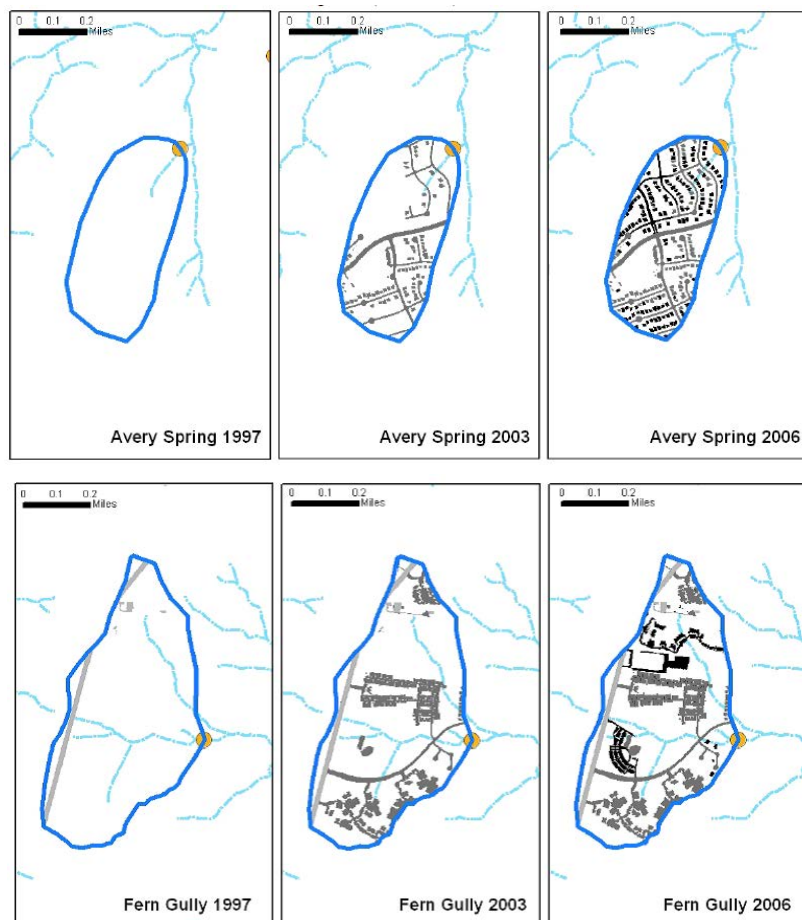 0 0.1 0.2
Miles
0 0.1 0.2
Miles
0 0.1 0.2
Miles
Avery Spring 1997
Avery Spring 2003
Avery Spring 2006
0 0.1 0.2
Miles
0 0.1 0.2
Miles
0 0.1 0.2
Miles
Fern Gully 1997
Fern Gully 2003
Fern Gully 2006